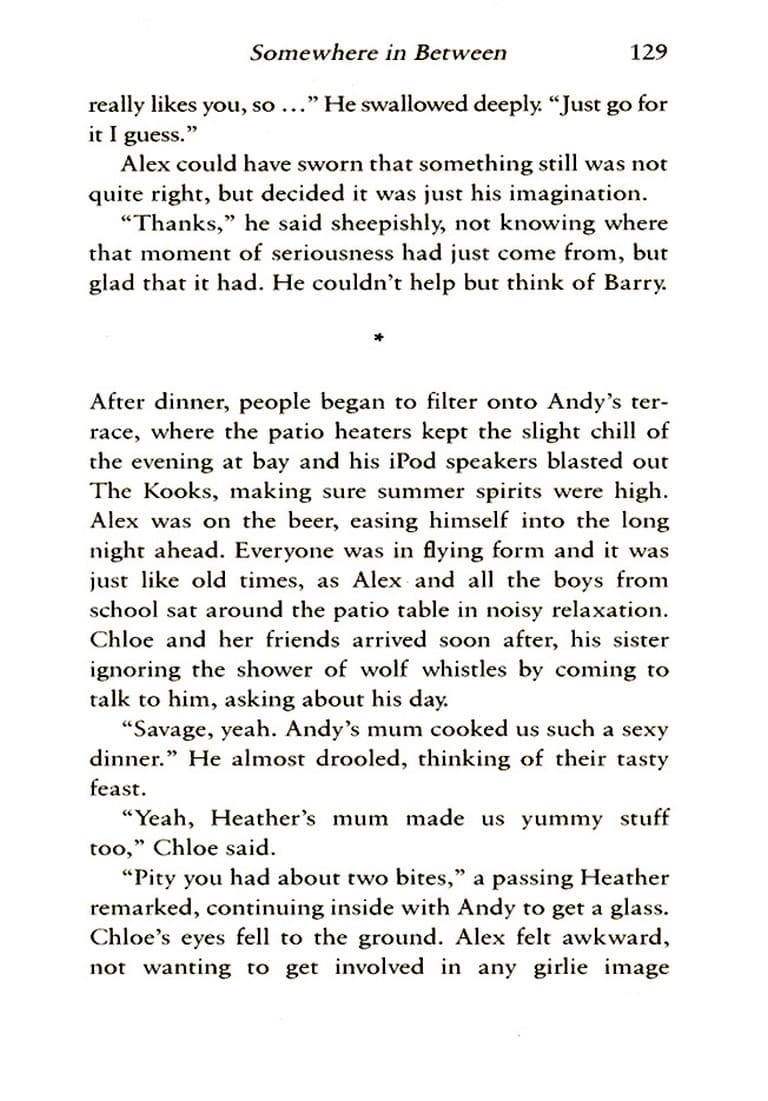 Somewhere in Between 129
really likes you, so ...” He swallowed deeply. “Just go for
it I guess.”
Alex could have sworn that something still was not
quite right, but decided it was just his imagination.
“Thanks,” he said sheepishly, not knowing where
that moment of seriousness had just come from, but
glad that it had. He couldn’t help but think of Barry.
*
After dinner, people began to filter onto Andy’s ter-
race, where the patio heaters kept the slight chill of
the evening at bay and his iPod speakers blasted out
The Kooks, making sure summer spirits were high.
Alex was on the beer, easing himself into the long
night ahead. Everyone was in flying form and it was
just like old times, as Alex and all the boys from
school sat around the patio table in noisy relaxation.
Chloe and her friends arrived soon after, his sister
ignoring the shower of wolf whistles by coming to
talk to him, asking about his day.
“Savage, yeah. Andy’s mum cooked us such a sexy
dinner.” He almost drooled, thinking of their tasty
feast.
“Yeah, Heather’s mum made us yummy stuff
too,” Chloe said.
“Pity you had about two bites,” a passing Heather
remarked, continuing inside with Andy to get a glass.
Chloe’s eyes fell to the ground. Alex felt awkward,
not wanting to get involved in any girlie image